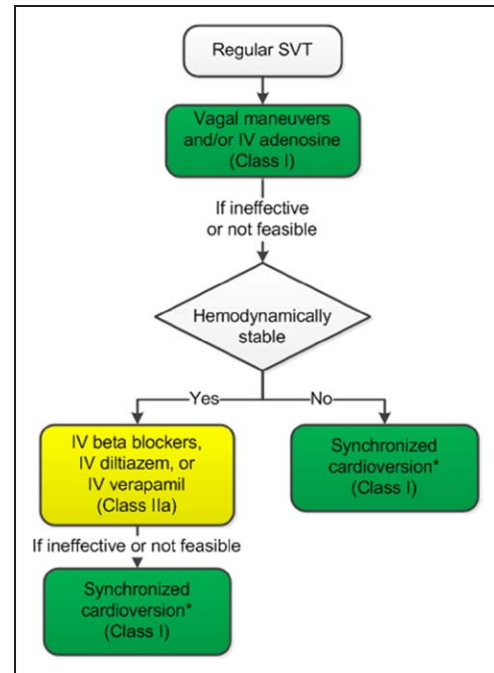 Regular SVT
Vagal maneuvers
and/or IV adenosine
(Class I)
If ineffective
or not feasible
Hemodynamically
stable
Yes
No
IV beta blockers,
IV diltiazem, or
IV verapamil
(Class IIa)
Synchronized
cardioversion*
(Class I)
If ineffective or not feasible
Synchronized
cardioversion*
(Class I)